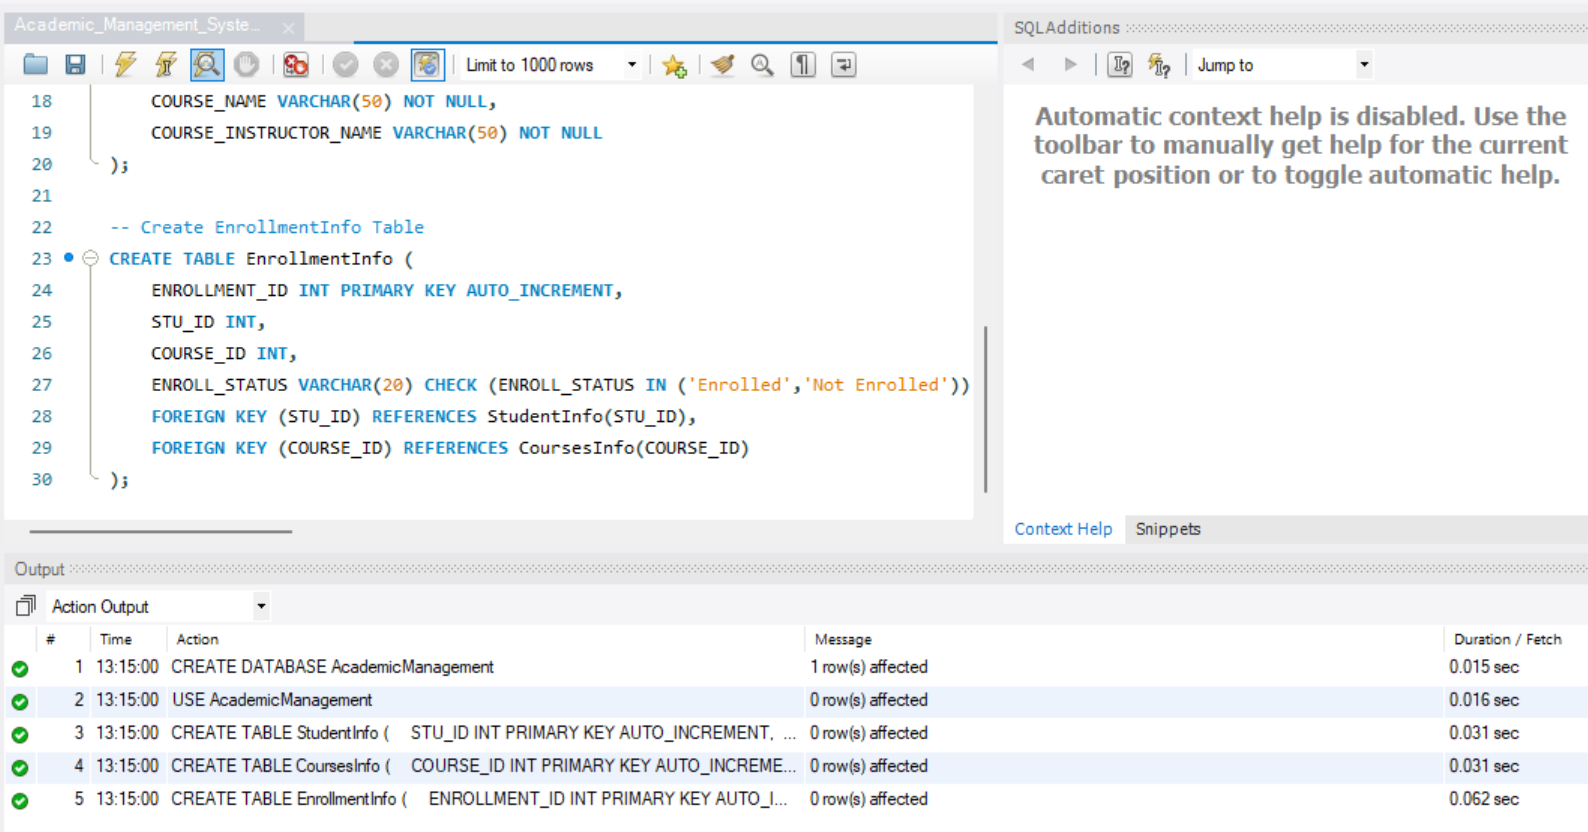 Academic_Management_Syste...
SQLAdditions
Limit to 1000 rows
Jump to
18 COURSE_NAME VARCHAR(50) NOT NULL,
19 COURSE_INSTRUCTOR_NAME VARCHAR(50) NOT NULL
20 );
21
22 -- Create EnrollmentInfo Table
23 CREATE TABLE EnrollmentInfo (
24 ENROLLMENT_ID INT PRIMARY KEY AUTO_INCREMENT,
25 STU_ID INT,
26 COURSE_ID INT,
27 ENROLL_STATUS VARCHAR(20) CHECK (ENROLL_STATUS IN ('Enrolled','Not Enrolled'))
28 FOREIGN KEY (STU_ID) REFERENCES StudentInfo(STU_ID),
29 FOREIGN KEY (COURSE_ID) REFERENCES CoursesInfo(COURSE_ID)
30 );
Automatic context help is disabled. Use the
toolbar to manually get help for the current
caret position or to toggle automatic help.
Context Help Snippets
Output
Action Output
# Time Action Message Duration / Fetch
1 13:15:00 CREATE DATABASE AcademicManagement 1 row(s) affected 0.015 sec
2 13:15:00 USE AcademicManagement 0 row(s) affected 0.016 sec
3 13:15:00 CREATE TABLE StudentInfo ( STU_ID INT PRIMARY KEY AUTO_INCREMENT, ... 0 row(s) affected 0.031 sec
4 13:15:00 CREATE TABLE CoursesInfo ( COURSE_ID INT PRIMARY KEY AUTO_INCREME... 0 row(s) affected 0.031 sec
5 13:15:00 CREATE TABLE EnrollmentInfo ( ENROLLMENT_ID INT PRIMARY KEY AUTO_I... 0 row(s) affected 0.062 sec